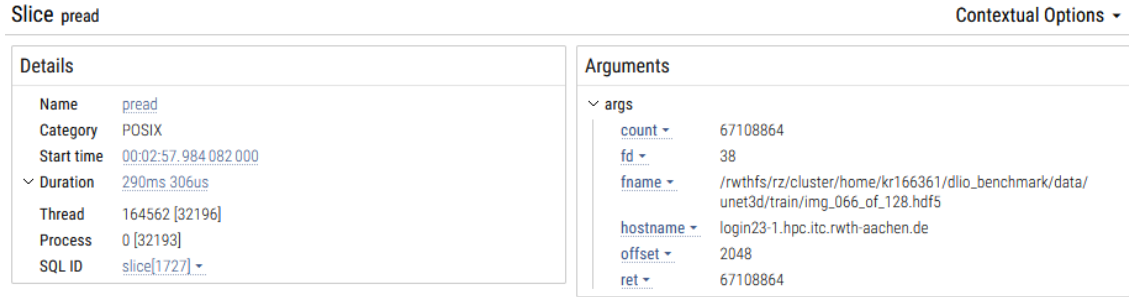 Slice pread
Contextual Options
Details
Name pread
Category POSIX
Start time 00:02:57.984 082 000
Duration 290ms 306us
Thread 164562 [32196]
Process 0 [32193]
SQL ID slice[1727]
Arguments
args
count 67108864
fd 38
fname /rwthfs/rz/cluster/home/kr166361/dlio_benchmark/data/
unet3d/train/img_066_of_128.hdf5
hostname login23-1.hpc.itc.rwth-aachen.de
offset 2048
ret 67108864